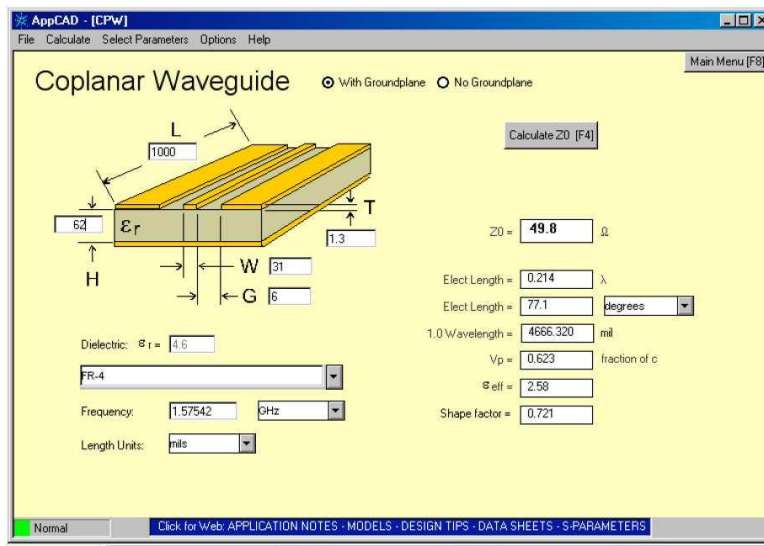 AppCAD - [CPW]
File Calculate Select Parameters Options Help
Main Menu [F8]
Coplanar Waveguide
With Groundplane
No Groundplane
L
1000
Calculate Z0 [F4]
62
εr
T
1.3
H
W 31
G 6
Z0 = 49.8 Ω
Elect Length = 0.214 λ
Elect Length = 77.1 degrees
1.0 Wavelength = 4666.320 mil
Vp = 0.623 fraction of c
ε eff = 2.58
Shape factor = 0.721
Dielectric: ε r = 4.6
FR-4
Frequency: 1.57542 GHz
Length Units: mils
Normal
Click for Web: APPLICATION NOTES - MODELS - DESIGN TIPS - DATA SHEETS - S-PARAMETERS